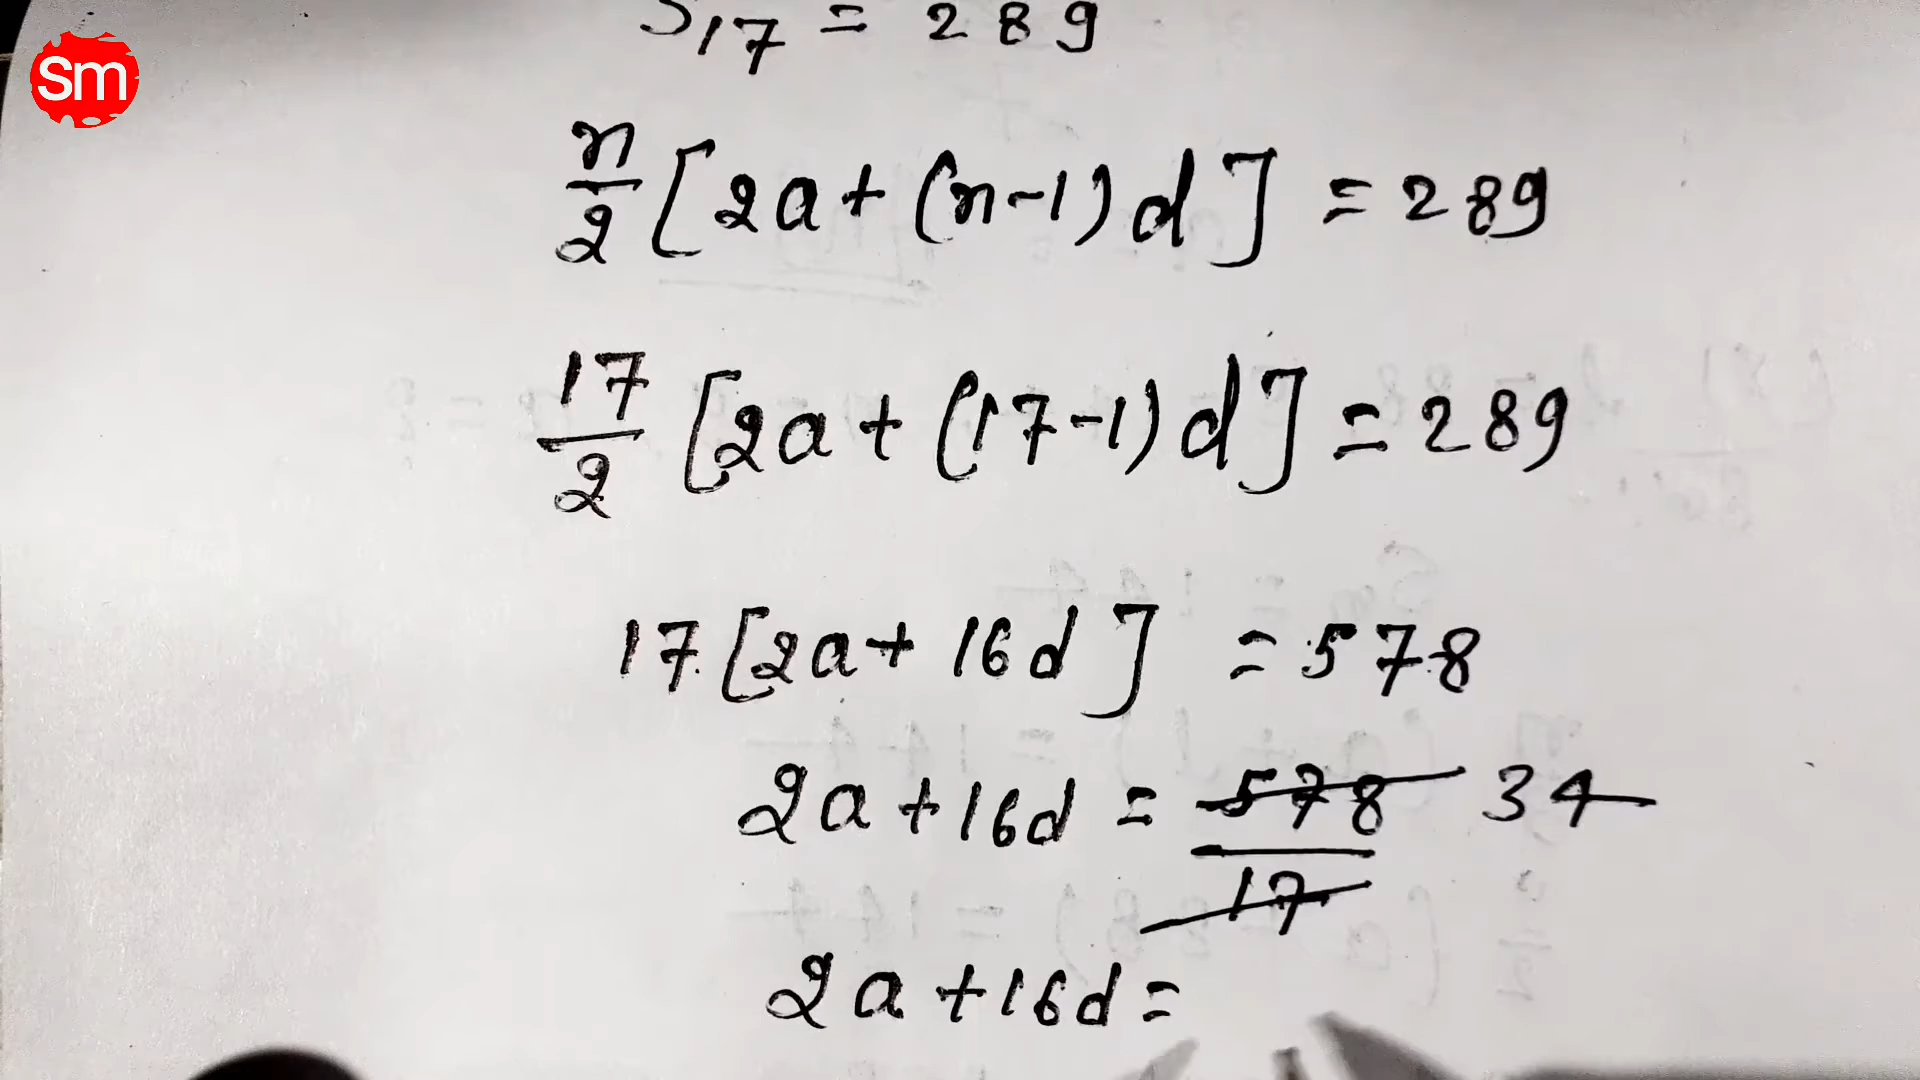 Sm
S17 = 289
n/2 [2a+(n-1)d] = 289
17/2 [2a+(17-1)d] = 289
17[2a+16d] = 578
2a+16d = 578/17 34
2a+16d=